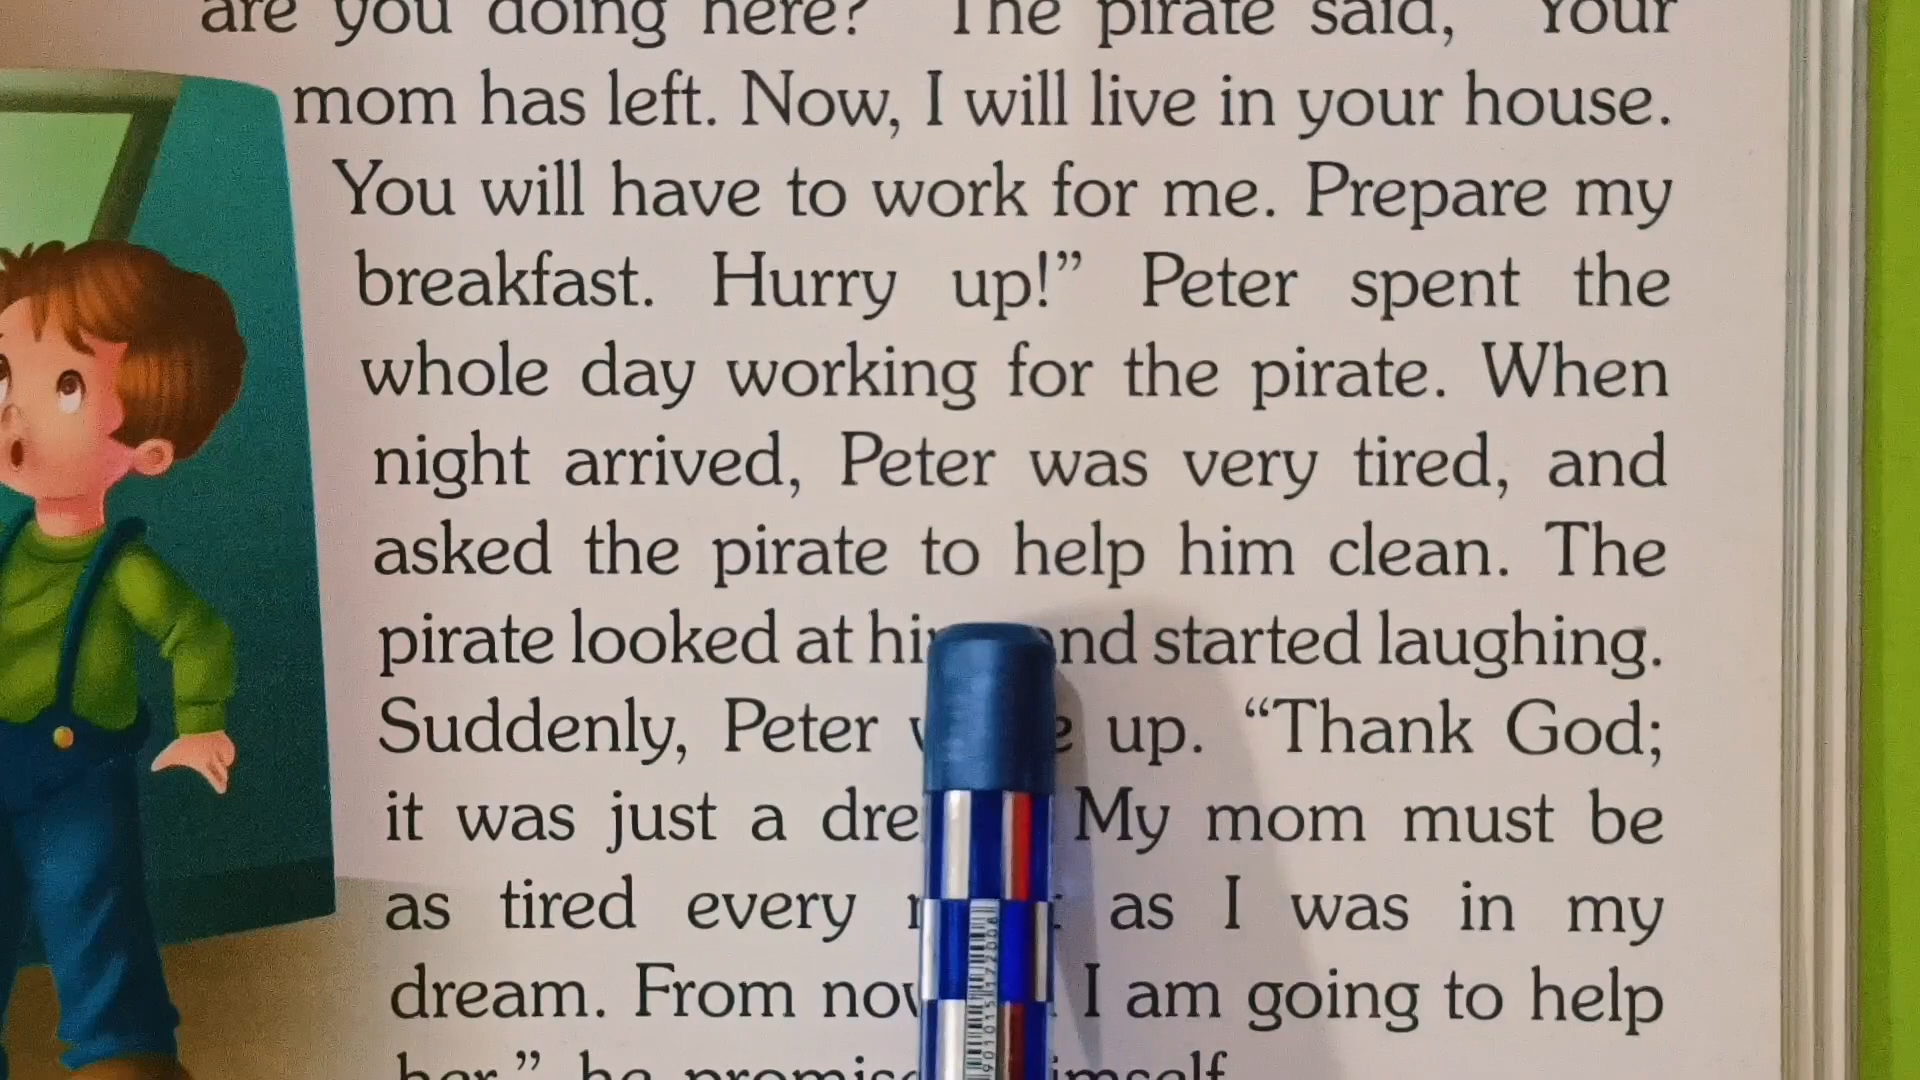 are you doing here?" The pirate said, "Your
mom has left. Now, I will live in your house.
You will have to work for me. Prepare my
breakfast. Hurry up!” Peter spent the
whole day working for the pirate. When
night arrived, Peter was very tired, and
asked the pirate to help him clean. The
pirate looked at and started laughing.
Suddenly, Peter up. “Thank God;
it was just a My mom must be
as tired every as I was in my
dream. From I am going to help
her,” he